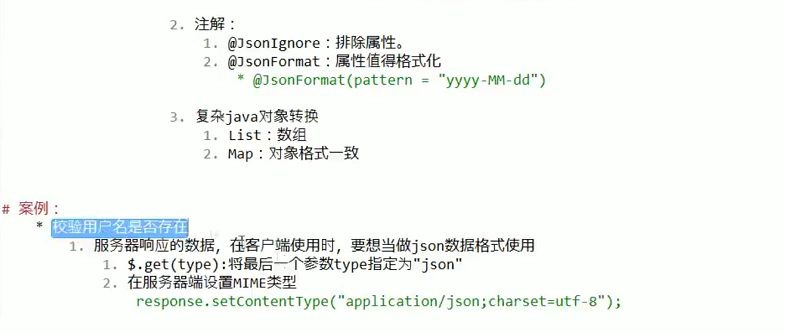 2. 注解：
1. @JsonIgnore：排除属性。
2. @JsonFormat：属性值得格式化
* @JsonFormat(pattern = "yyyy-MM-dd")
3. 复杂java对象转换
1. List：数组
2. Map：对象格式一致
# 案例：
* 校验用户名是否存在
1. 服务器响应的数据，在客户端使用时，要想当做json数据格式使用
1. $.get(type):将最后一个参数type指定为"json"
2. 在服务器端设置MIME类型
response.setContentType("application/json;charset=utf-8");